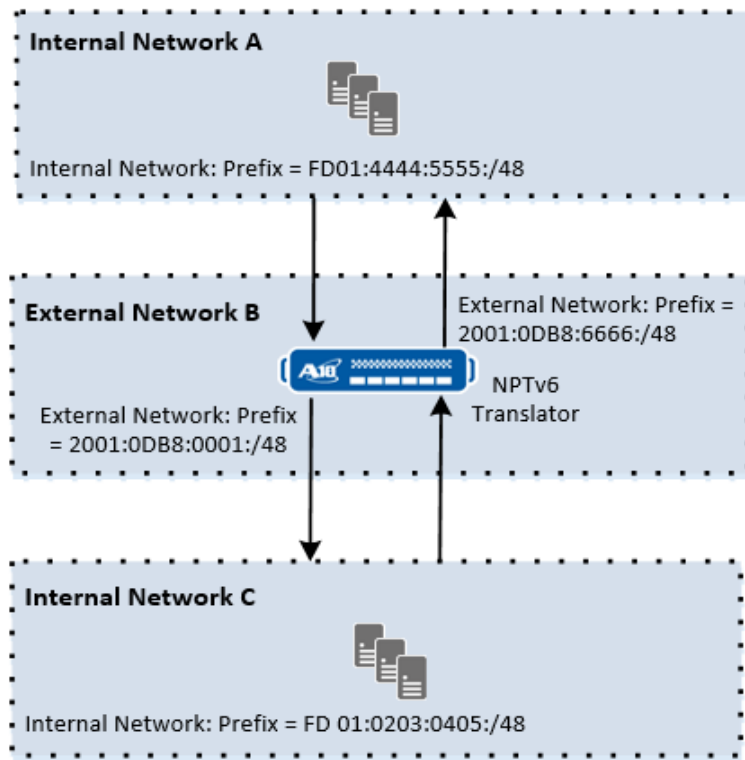 Internal Network A
Internal Network: Prefix = FD01:4444:5555:/48
External Network B
External Network: Prefix =
2001:0DB8:6666:/48
A10
NPTv6
Translator
External Network: Prefix
= 2001:0DB8:0001:/48
Internal Network C
Internal Network: Prefix = FD 01:0203:0405:/48